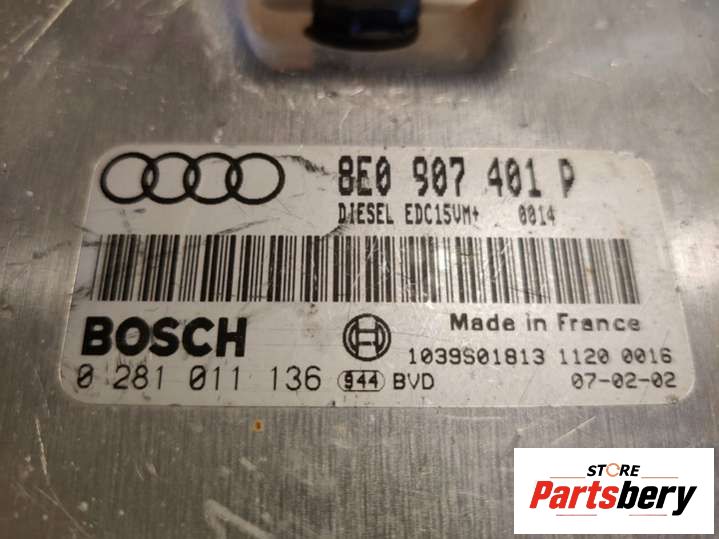 8E0 907 401 P
DIESEL EDC15VM+ 0014
BOSCH
Made in France
0 281 011 136
944 BVD
1039S01813 1120 0016
07-02-02
STORE
Partsbery